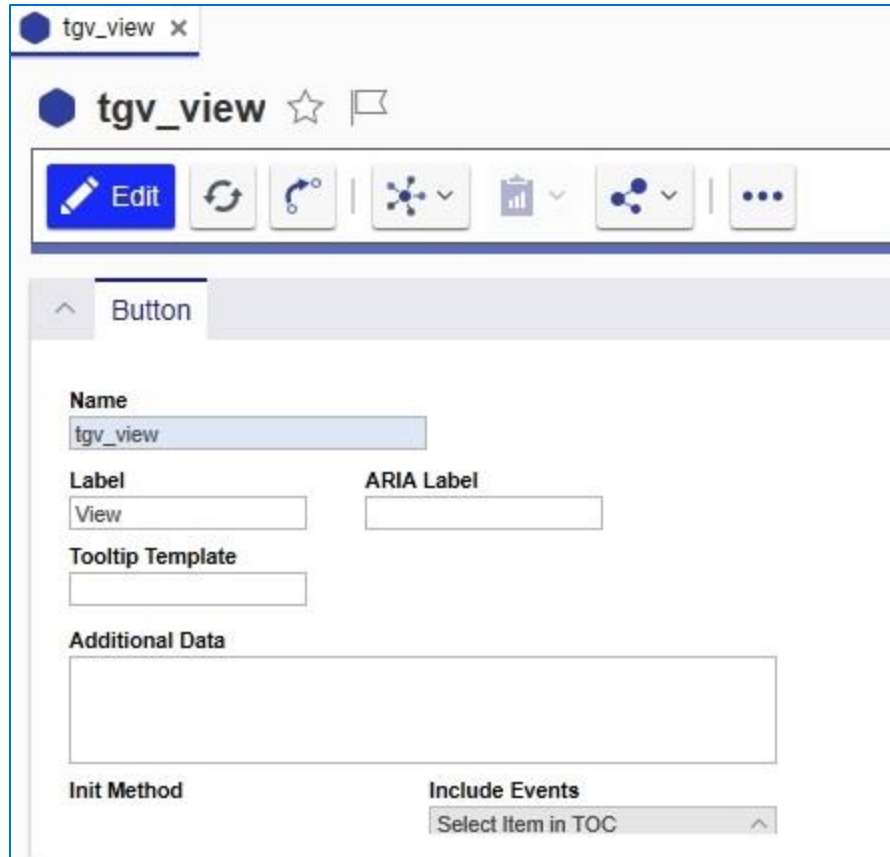 tgv_view
tgv_view
Edit
Button
Name
tgv_view
Label ARIA Label
View
Tooltip Template
Additional Data
Init Method Include Events
Select Item in TOC